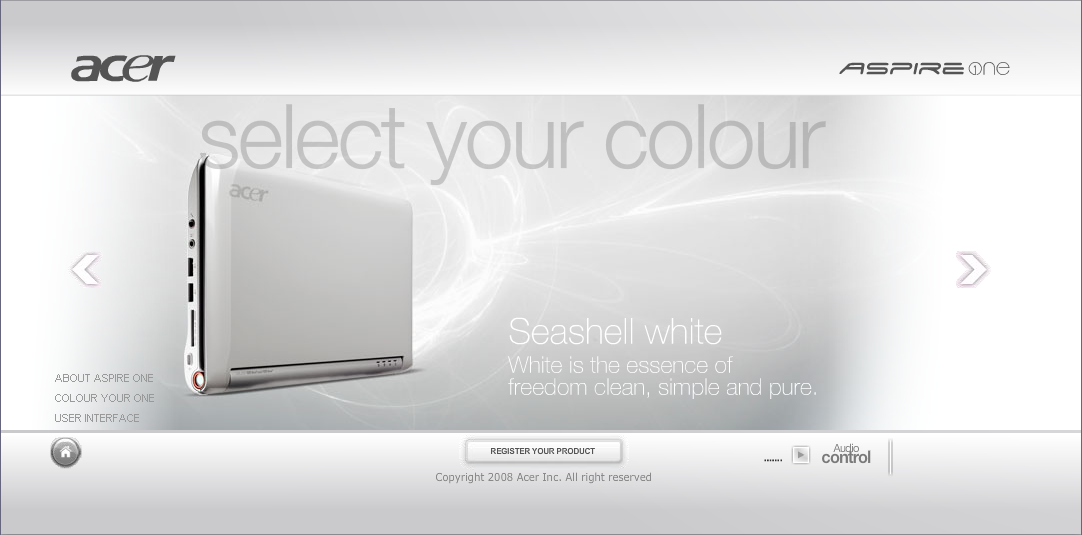 acer
ASPIRE one
select your colour
acer
Seashell white
White is the essence of
freedom clean, simple and pure.
ABOUT ASPIRE ONE
COLOUR YOUR ONE
USER INTERFACE
REGISTER YOUR PRODUCT
Audio
control
Copyright 2008 Acer Inc. All right reserved